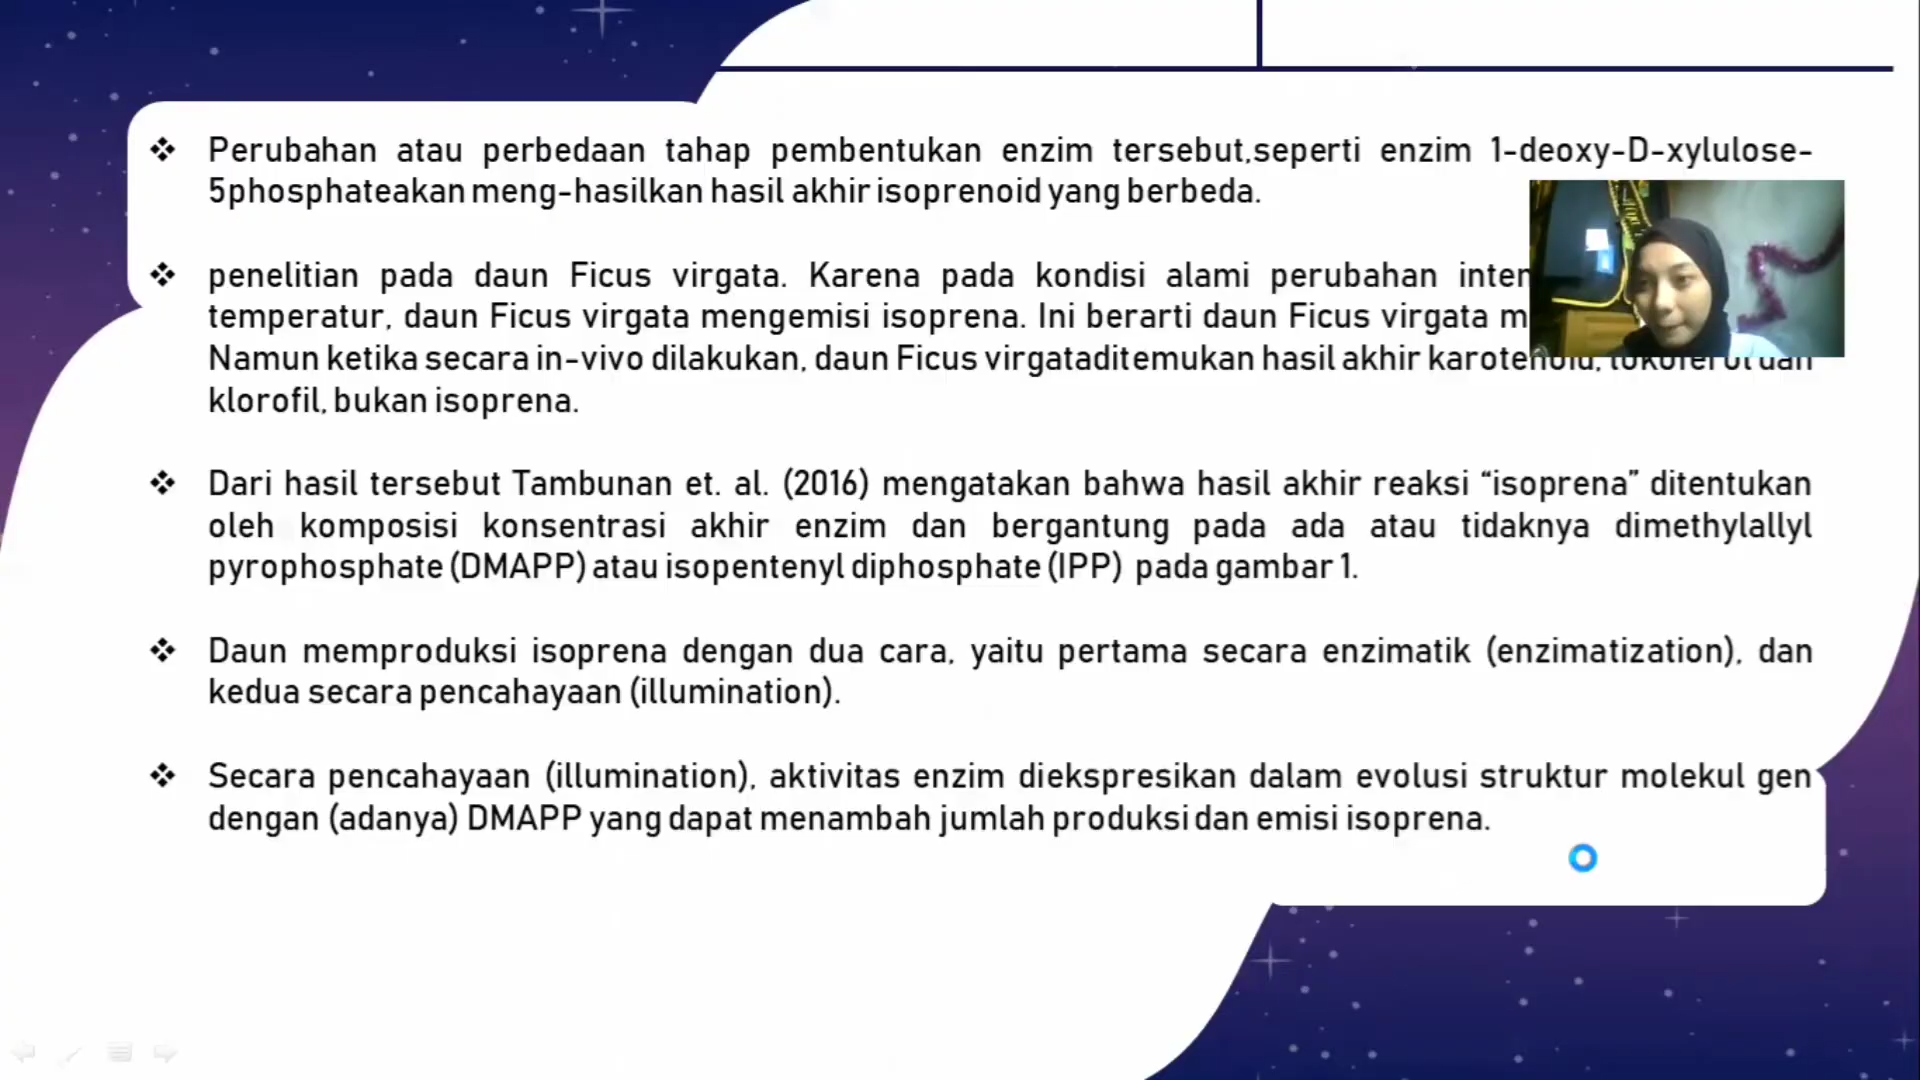 ❖ Perubahan atau perbedaan tahap pembentukan enzim tersebut,seperti enzim 1-deoxy-D-xylulose-
5phosphateakan meng-hasilkan hasil akhir isoprenoid yang berbeda.
❖ penelitian pada daun Ficus virgata. Karena pada kondisi alami perubahan
temperatur, daun Ficus virgata mengemisi isoprena. Ini berarti daun Ficus virgata
Namun ketika secara in-vivo dilakukan, daun Ficus virgataditemukan hasil akhir karotenoid, tokoferol dan
klorofil, bukan isoprena.
❖ Dari hasil tersebut Tambunan et. al. (2016) mengatakan bahwa hasil akhir reaksi “isoprena” ditentukan
oleh komposisi konsentrasi akhir enzim dan bergantung pada ada atau tidaknya dimethylallyl
pyrophosphate (DMAPP) atau isopentenyl diphosphate (IPP) pada gambar 1.
❖ Daun memproduksi isoprena dengan dua cara, yaitu pertama secara enzimatik (enzimatization), dan
kedua secara pencahayaan (illumination).
❖ Secara pencahayaan (illumination), aktivitas enzim diekspresikan dalam evolusi struktur molekul gen
dengan (adanya) DMAPP yang dapat menambah jumlah produksi dan emisi isoprena.